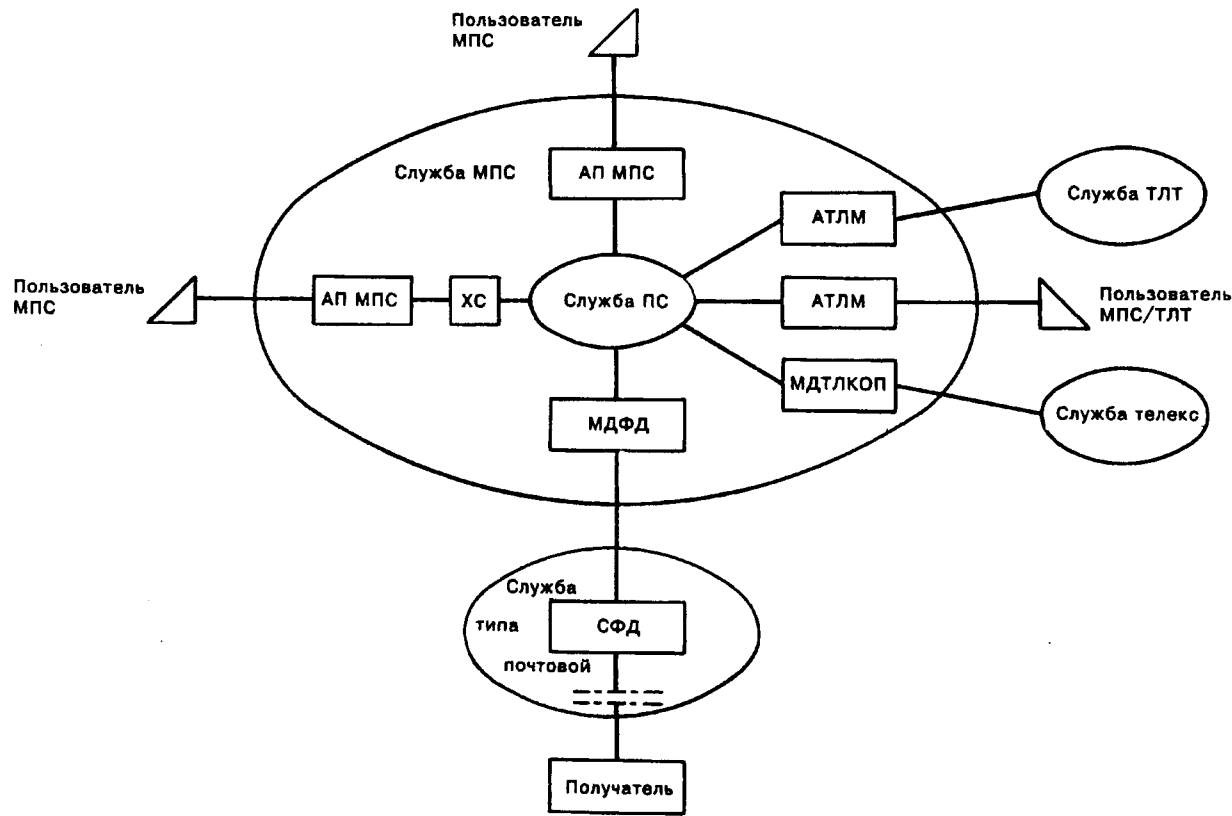 Пользователь
МПС
Служба МПС
АП МПС
АТЛМ
Служба ТЛТ
Пользователь
МПС
АП МПС
ХС
Служба ПС
АТЛМ
Пользователь
МПС/ТЛТ
МДТЛКОП
Служба телекс
МДФД
Служба
типа
СФД
почтовой
Получатель